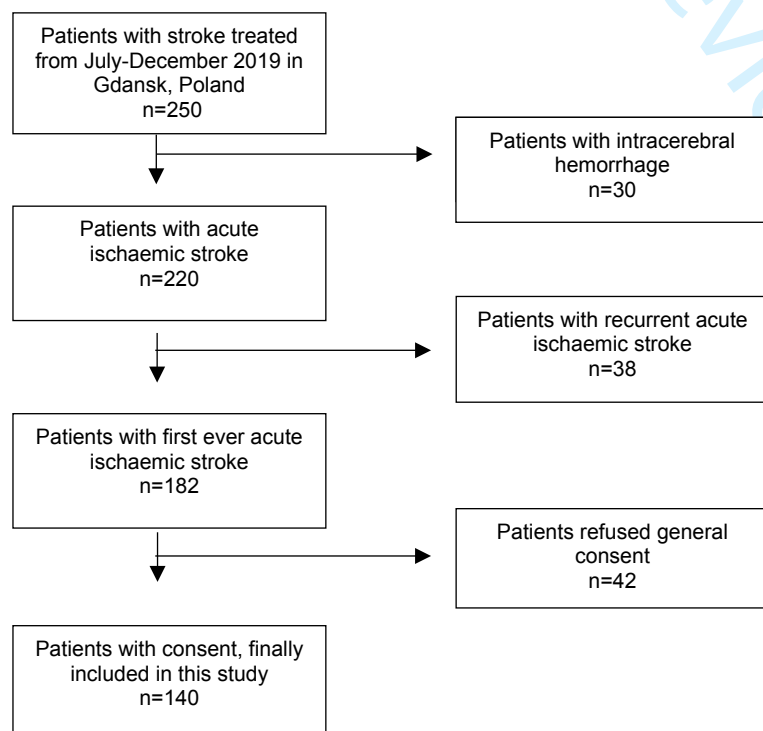 Patients with stroke treated
from July-December 2019 in
Gdansk, Poland
n=250
Patients with intracerebral
hemorrhage
n=30
Patients with acute
ischaemic stroke
n=220
Patients with recurrent acute
ischaemic stroke
n=38
Patients with first ever acute
ischaemic stroke
n=182
Patients refused general
consent
n=42
Patients with consent, finally
included in this study
n=140